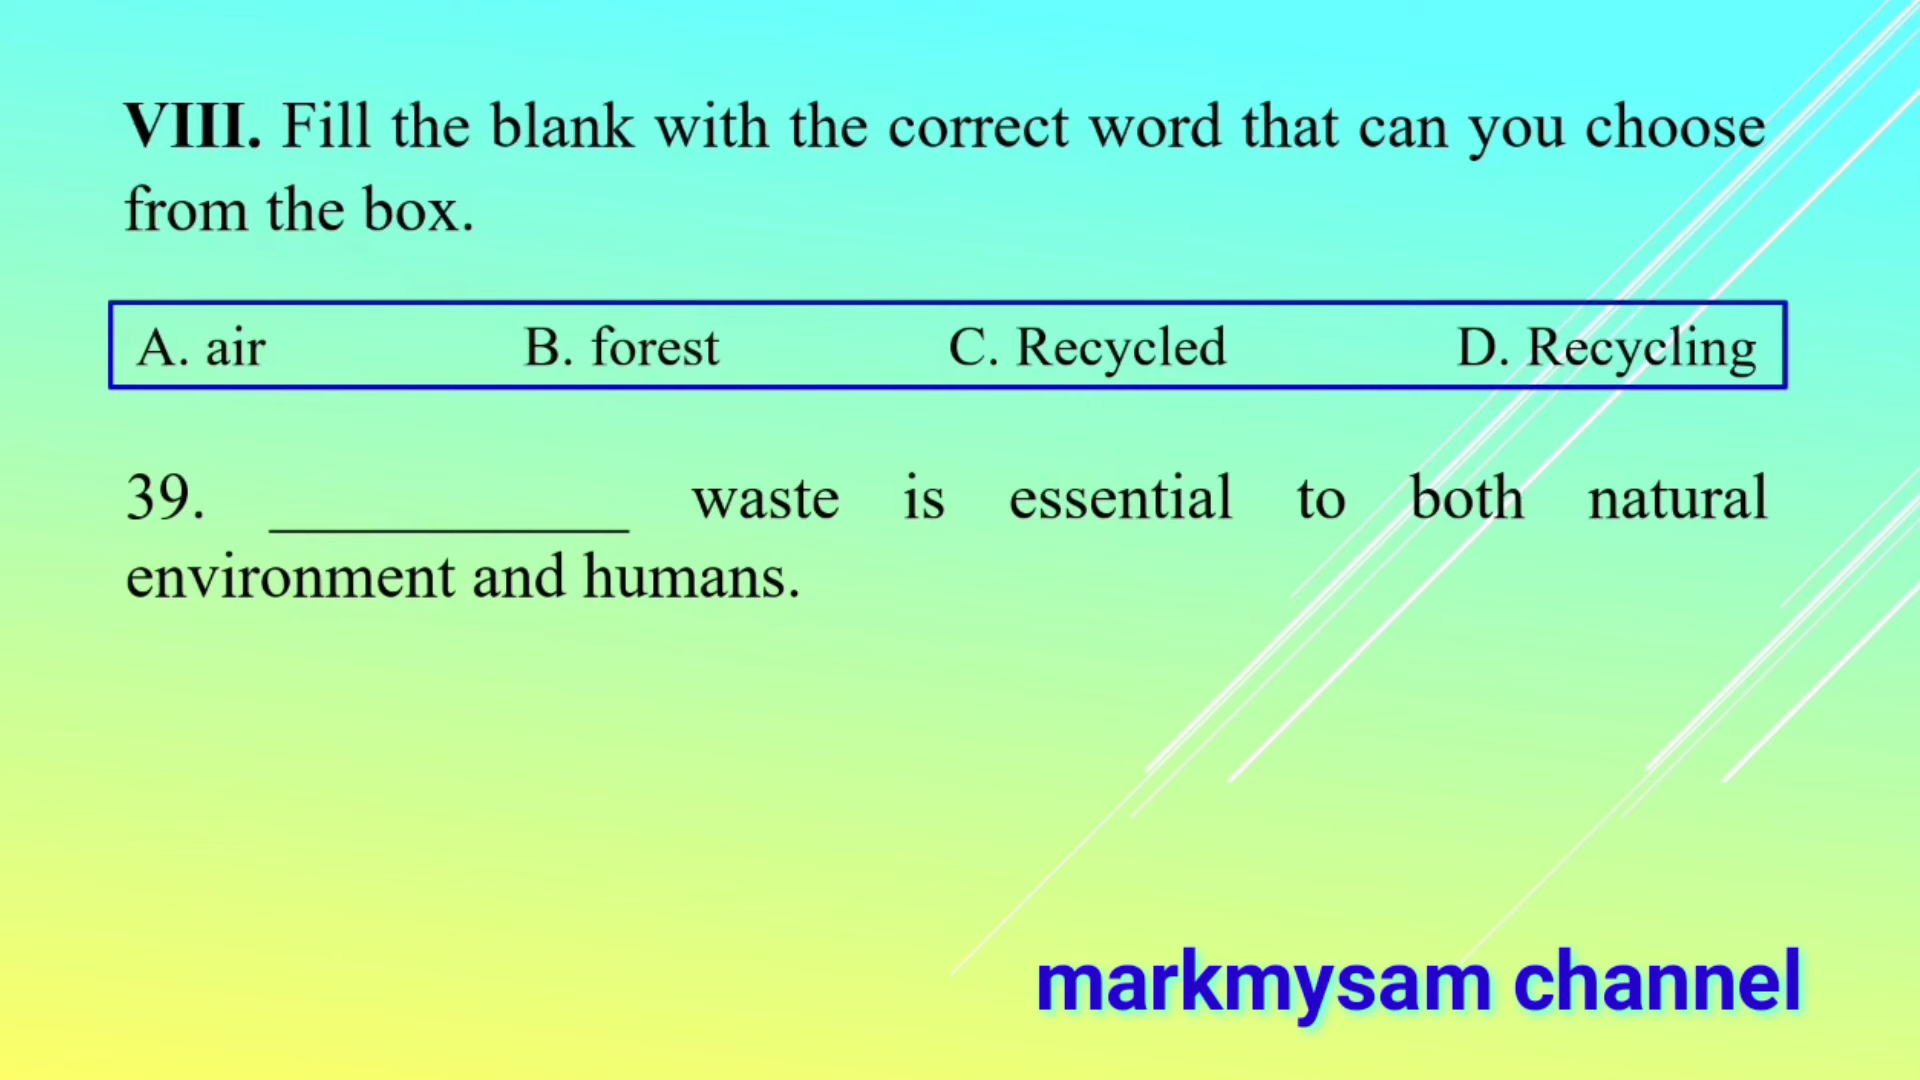 VIII. Fill the blank with the correct word that can you choose
from the box.
A. air B. forest C. Recycled D. Recycling
39. ____________ waste is essential to both natural
environment and humans.
markmysam channel